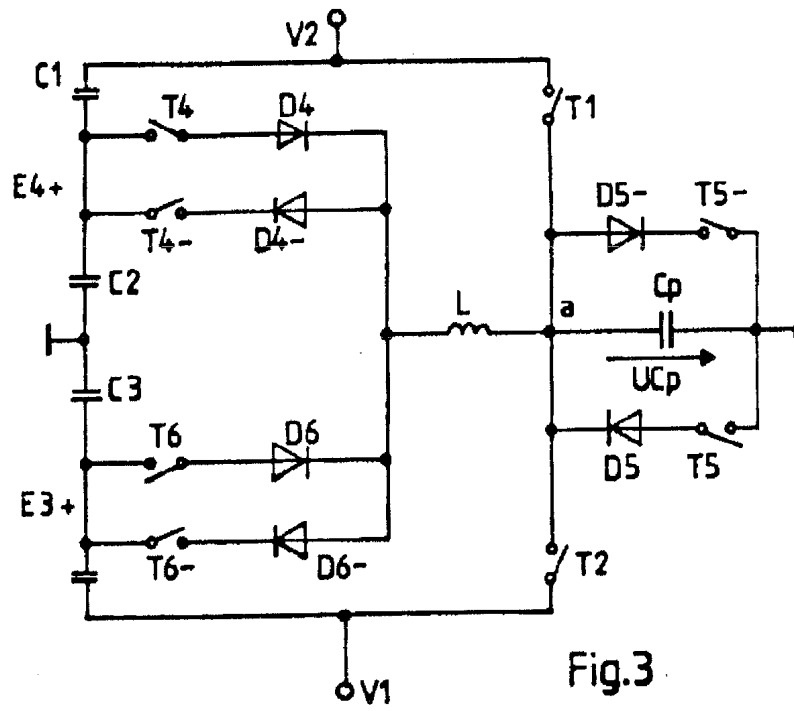 V2
C1
T4
D4
T1
E4+
T4-
D4-
D5-
T5-
C2
L
a
Cp
UCp
C3
T6
D6
D5
T5
E3+
T6-
D6-
T2
V1
Fig.3